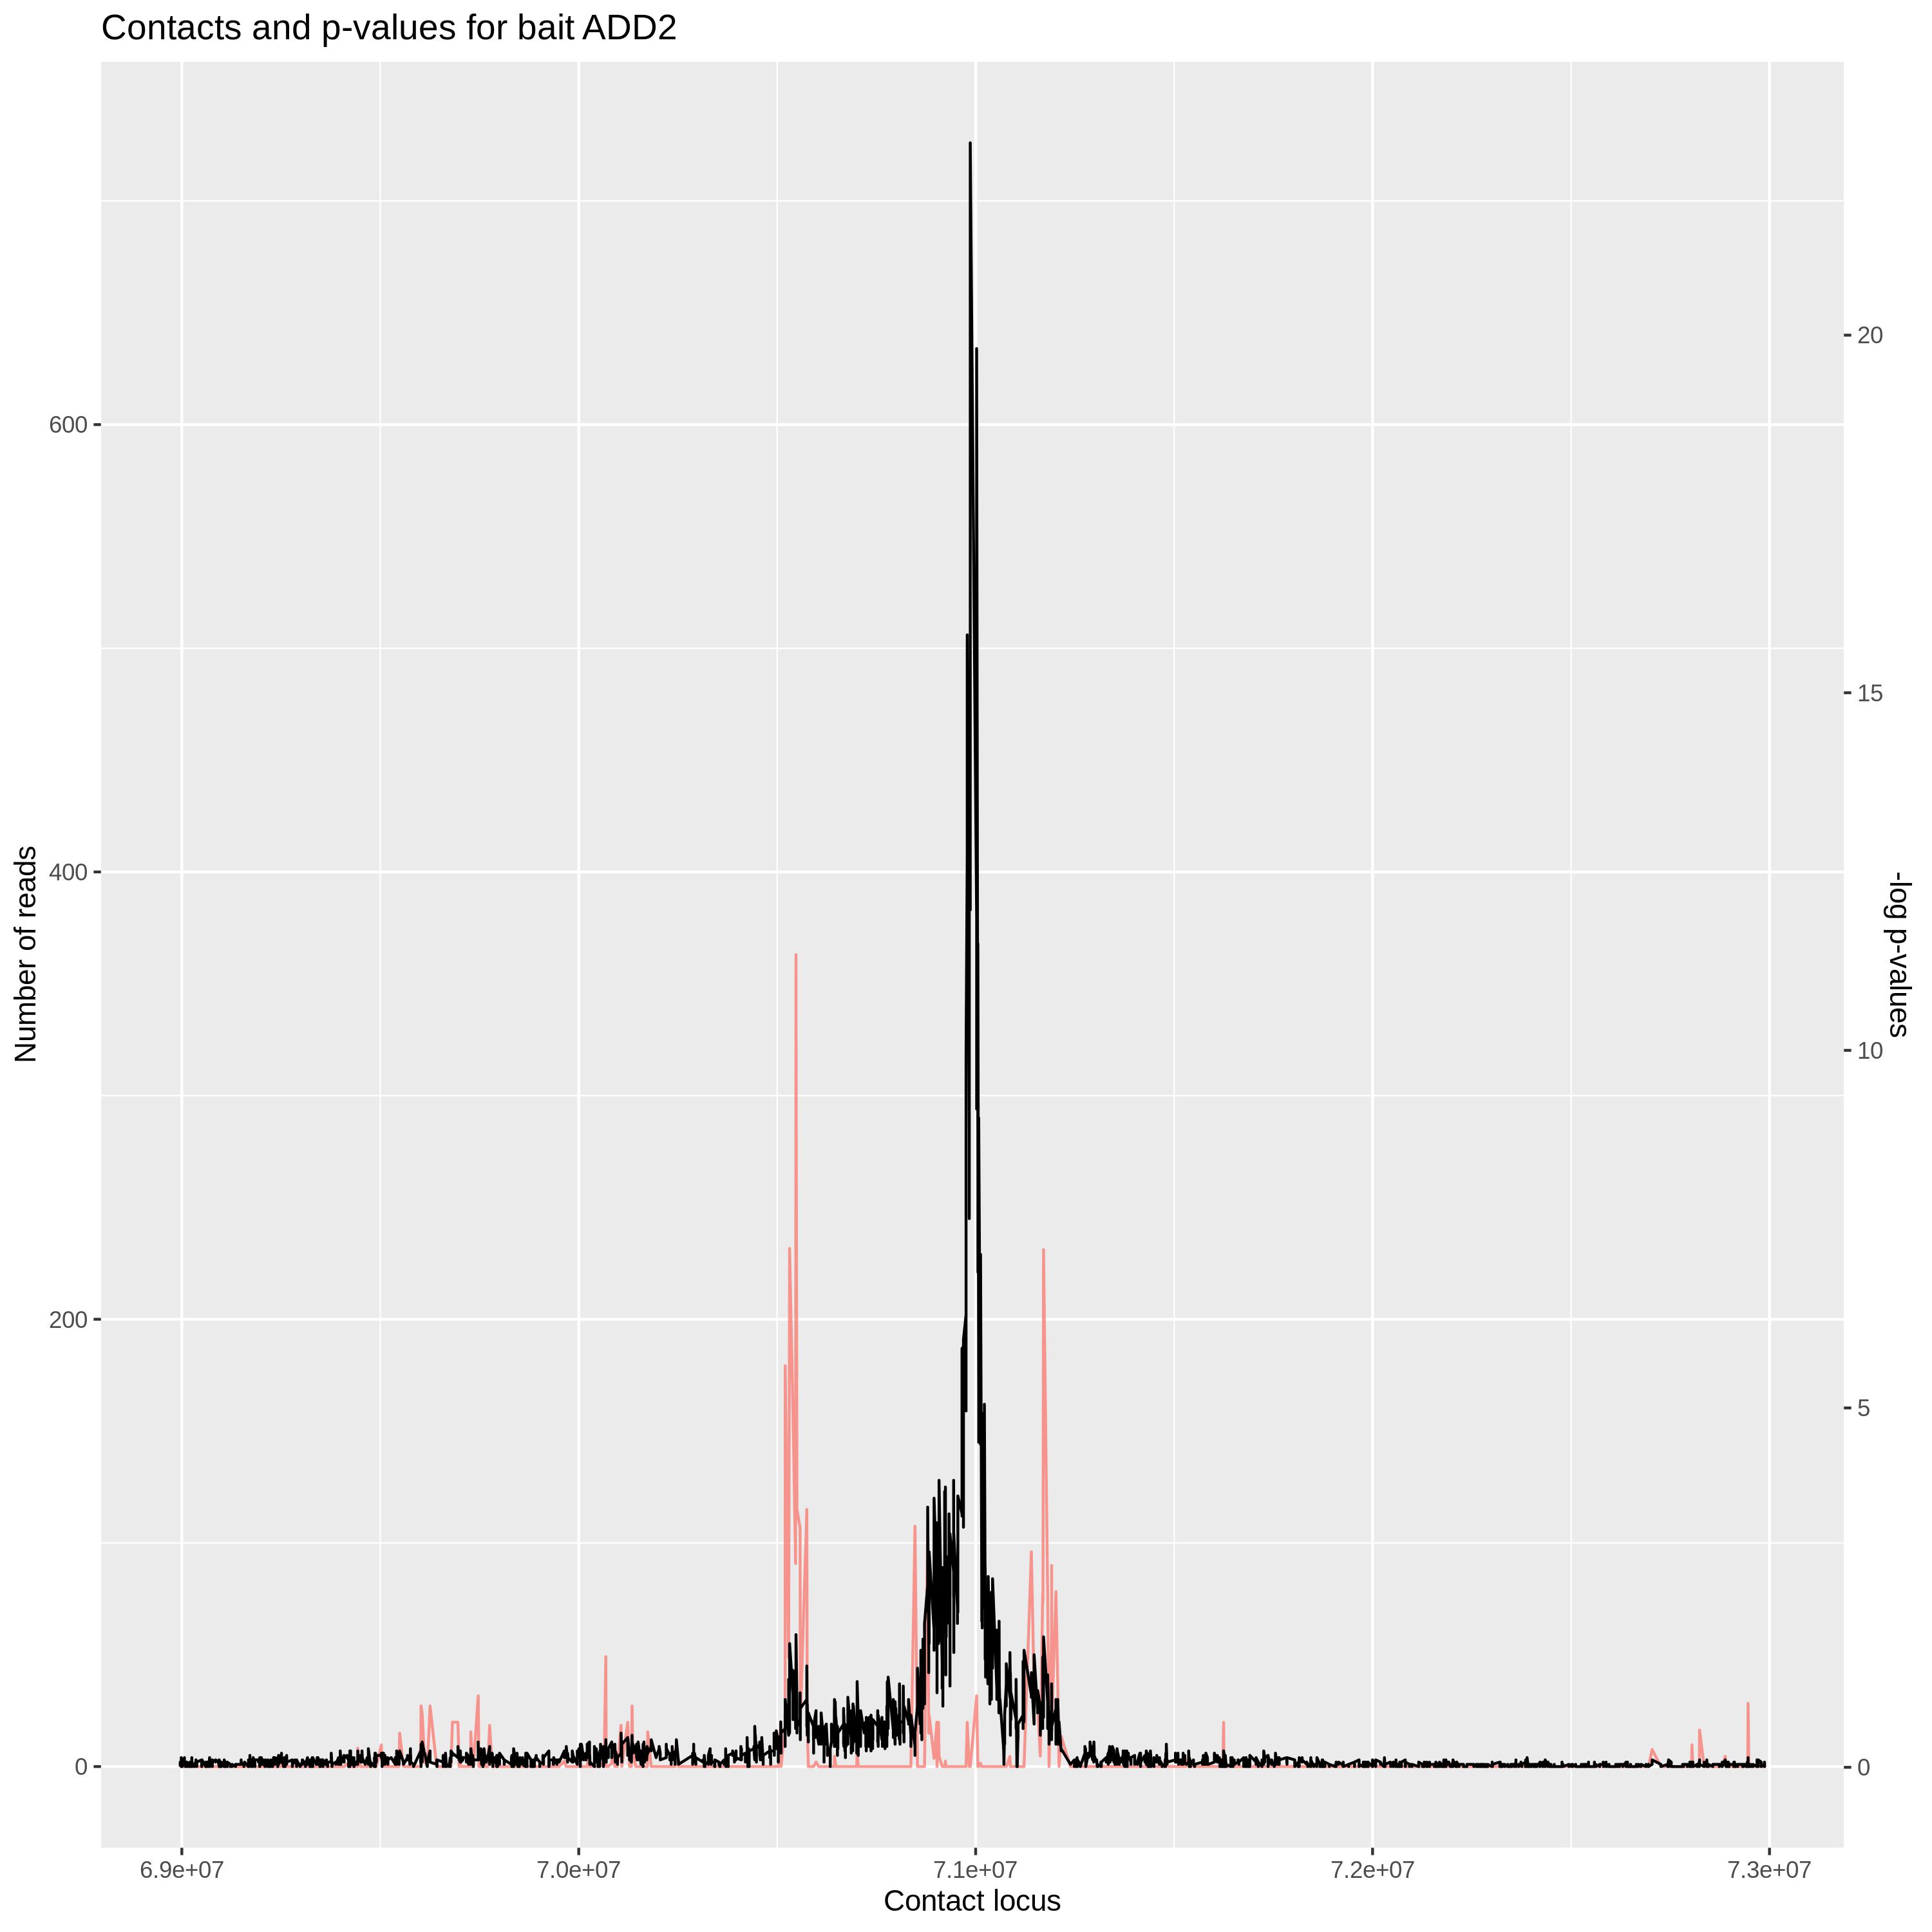 Contacts and p-values for bait ADD2
Number of reads
600
400
200
0
20
15
10
5
0
-log p-values
6.9e+07
7.0e+07
7.1e+07
7.2e+07
7.3e+07
Contact locus